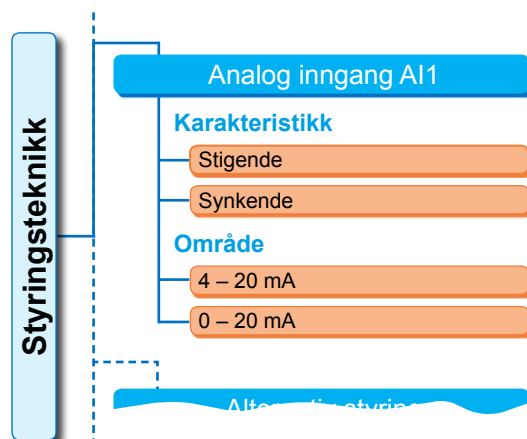 Styringsteknikk
Analog inngang AI1
Karakteristikk
Stigende
Synkende
Område
4 – 20 mA
0 – 20 mA